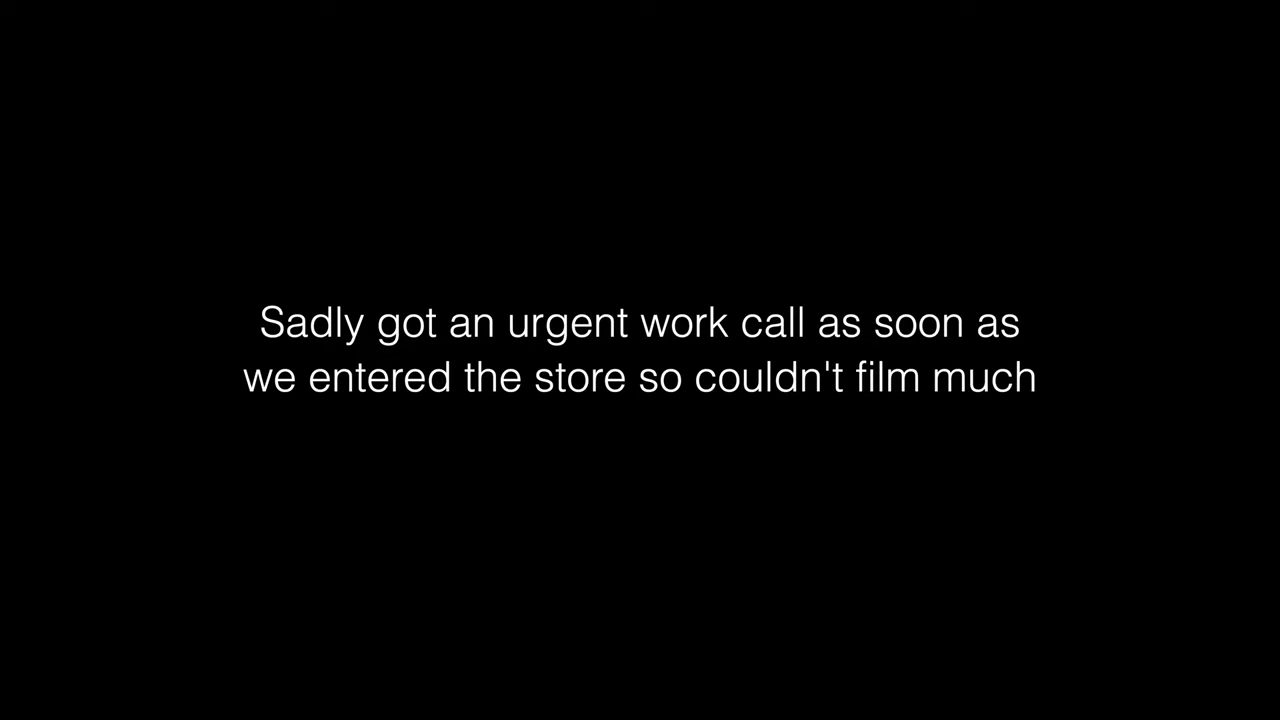 Sadly got an urgent work call as soon as
we entered the store so couldn't film much